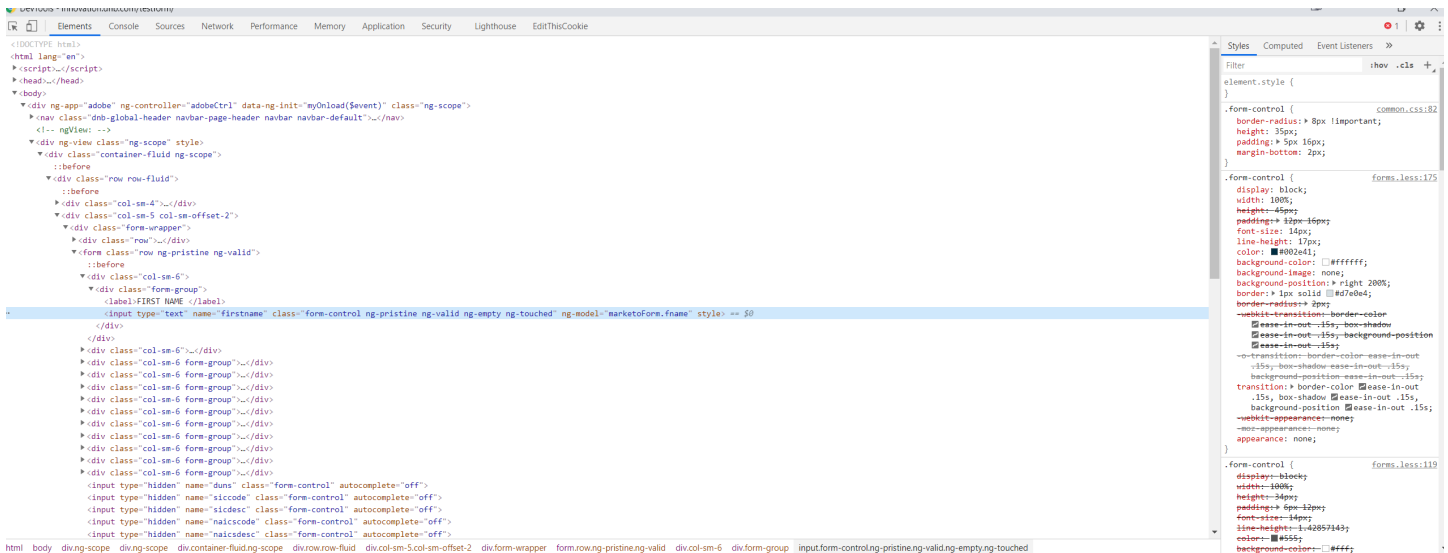 DevTools - innovation.dnb.com/testform/
Elements Console Sources Network Performance Memory Application Security Lighthouse EditThisCookie 1
<!DOCTYPE html>
<html lang="en">
<script>…</script>
<head>…</head>
<body>
<div ng-app="adobe" ng-controller="adobeCtrl" data-ng-init="myOnload($event)" class="ng-scope">
<nav class="dnb-global-header navbar-page-header navbar navbar-default">…</nav>
<!-- ngView: -->
<div ng-view class="ng-scope" style>
<div class="container-fluid ng-scope">
::before
<div class="row row-fluid">
::before
<div class="col-sm-4">…</div>
<div class="col-sm-5 col-sm-offset-2">
<div class="form-wrapper">
<div class="row">…</div>
<form class="row ng-pristine ng-valid">
::before
<div class="col-sm-6">
<div class="form-group">
<label>FIRST NAME </label>
<input type="text" name="firstname" class="form-control ng-pristine ng-valid ng-empty ng-touched" ng-model="marketoForm.fname" style> == $0
</div>
</div>
<div class="col-sm-6">…</div>
<div class="col-sm-6 form-group">…</div>
<div class="col-sm-6 form-group">…</div>
<div class="col-sm-6 form-group">…</div>
<div class="col-sm-6 form-group">…</div>
<div class="col-sm-6 form-group">…</div>
<div class="col-sm-6 form-group">…</div>
<div class="col-sm-6 form-group">…</div>
<div class="col-sm-6 form-group">…</div>
<div class="col-sm-6 form-group">…</div>
<div class="col-sm-6 form-group">…</div>
<input type="hidden" name="duns" class="form-control" autocomplete="off">
<input type="hidden" name="siccode" class="form-control" autocomplete="off">
<input type="hidden" name="sicdesc" class="form-control" autocomplete="off">
<input type="hidden" name="naicscode" class="form-control" autocomplete="off">
<input type="hidden" name="naicsdesc" class="form-control" autocomplete="off">
html body div.ng-scope div.ng-scope div.container-fluid.ng-scope div.row.row-fluid div.col-sm-5.col-sm-offset-2 div.form-wrapper form.row.ng-pristine.ng-valid div.col-sm-6 div.form-group input.form-control.ng-pristine.ng-valid.ng-empty.ng-touched
Styles Computed Event Listeners
Filter :hov .cls +
element.style {
}
.form-control { common.css:82
border-radius: 8px !important;
height: 35px;
padding: 5px 16px;
margin-bottom: 2px;
}
.form-control { forms.less:175
display: block;
width: 100%;
height: 45px;
padding: 12px 16px;
font-size: 14px;
line-height: 17px;
color: #002e41;
background-color: #ffffff;
background-image: none;
background-position: right 200%;
border: 1px solid #d7e0e4;
border-radius: 2px;
-webkit-transition: border-color
ease-in-out .15s, box-shadow
ease-in-out .15s, background-position
ease-in-out .15s;
-o-transition: border-color ease-in-out
.15s, box-shadow ease-in-out .15s,
background-position ease-in-out .15s;
transition: border-color ease-in-out
.15s, box-shadow ease-in-out .15s,
background-position ease-in-out .15s;
-webkit-appearance: none;
-moz-appearance: none;
appearance: none;
}
.form-control { forms.less:119
display: block;
width: 100%;
height: 34px;
padding: 6px 12px;
font-size: 14px;
line-height: 1.42857143;
color: #555;
background-color: #fff;